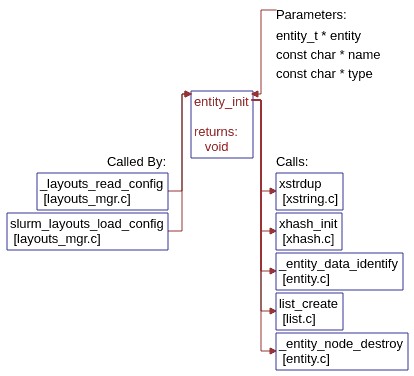 Parameters:
entity_t * entity
const char * name
const char * type
entity_init
returns:
void
Called By:
_layouts_read_config
[layouts_mgr.c]
slurm_layouts_load_config
[layouts_mgr.c]
Calls:
xstrdup
[xstring.c]
xhash_init
[xhash.c]
_entity_data_identify
[entity.c]
list_create
[list.c]
_entity_node_destroy
[entity.c]